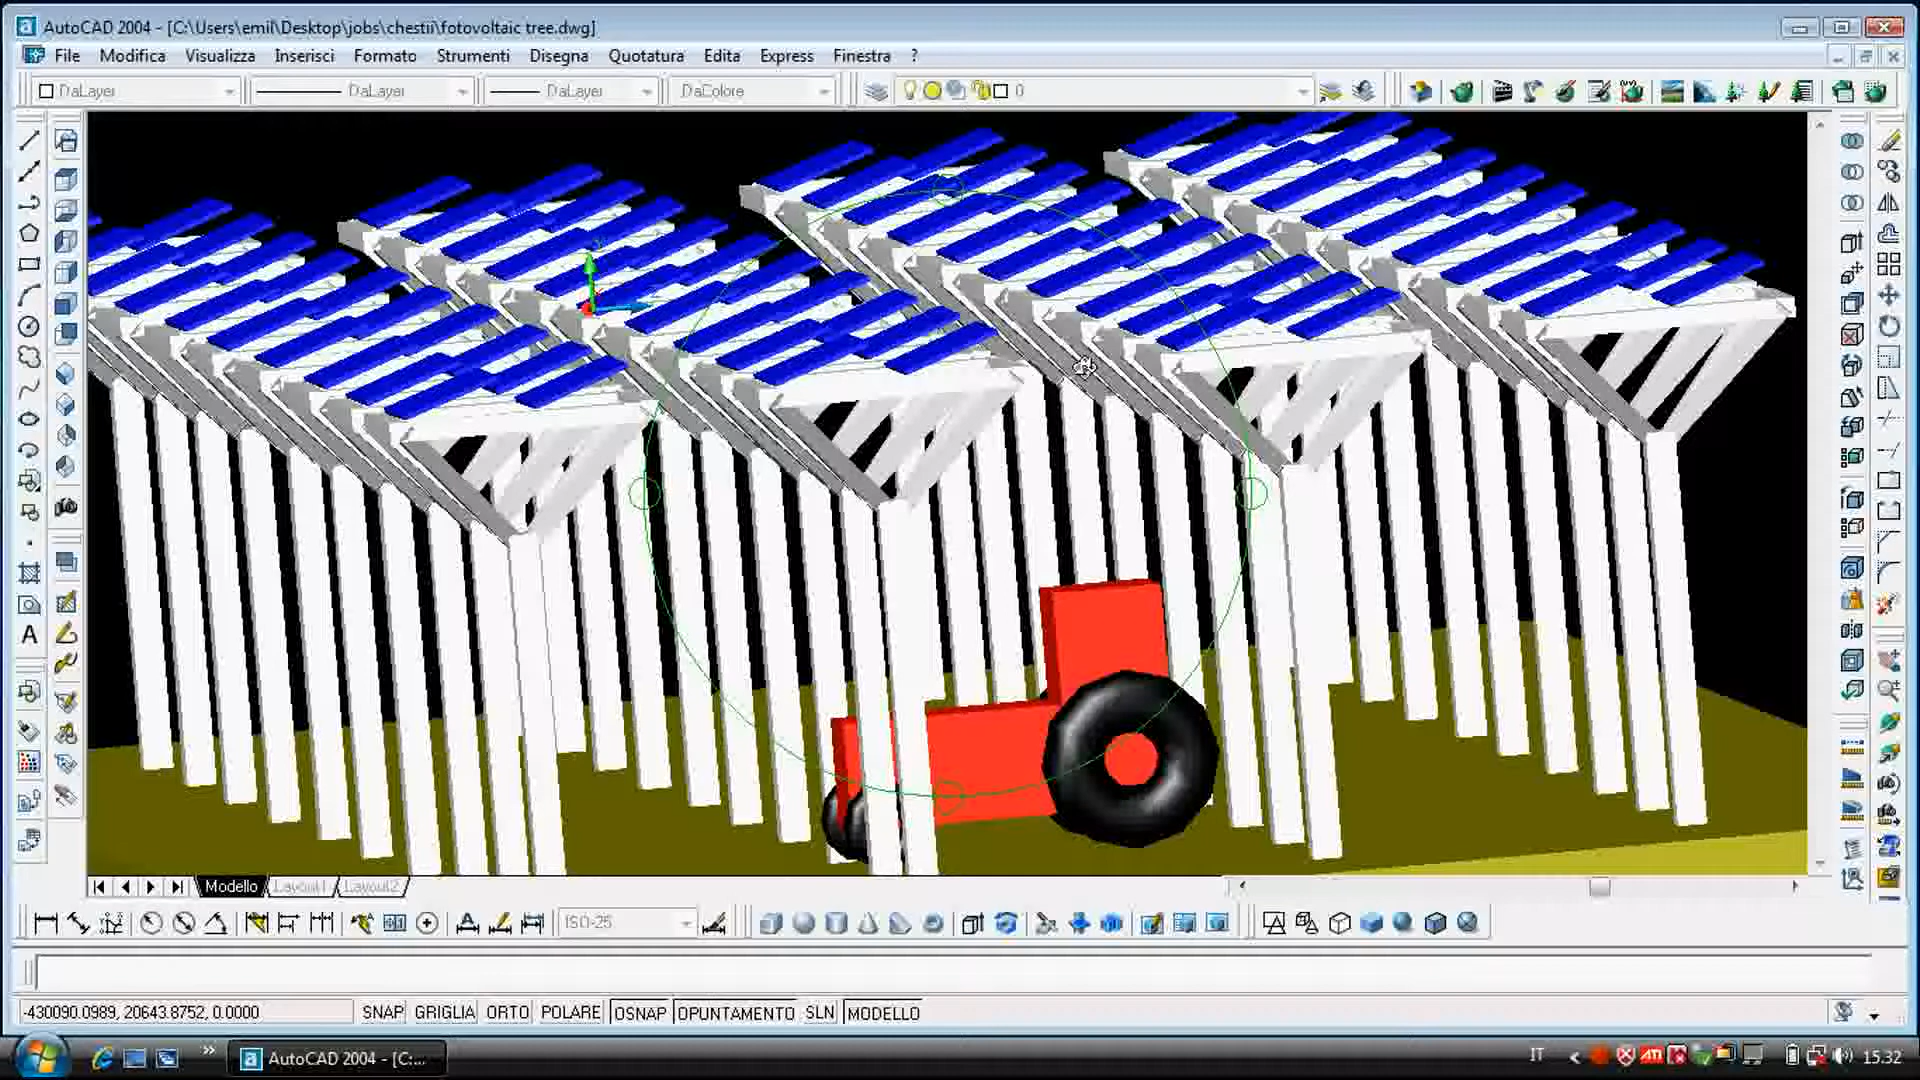 AutoCAD 2004 - [C:\Users\emil\Desktop\jobs\chestii\fotovoltaic tree.dwg]
File Modifica Visualizza Inserisci Formato Strumenti Disegna Quotatura Edita Express Finestra ?
DaLayer DaLayer DaLayer DaColore 0
A
Modello Layout1 Layout2
ISO-25
-430090.0989, 20643.8752, 0.0000 SNAP GRIGLIA ORTO POLARE OSNAP OPUNTAMENTO SLN MODELLO
AutoCAD 2004 - [C:... IT ATI 15.32